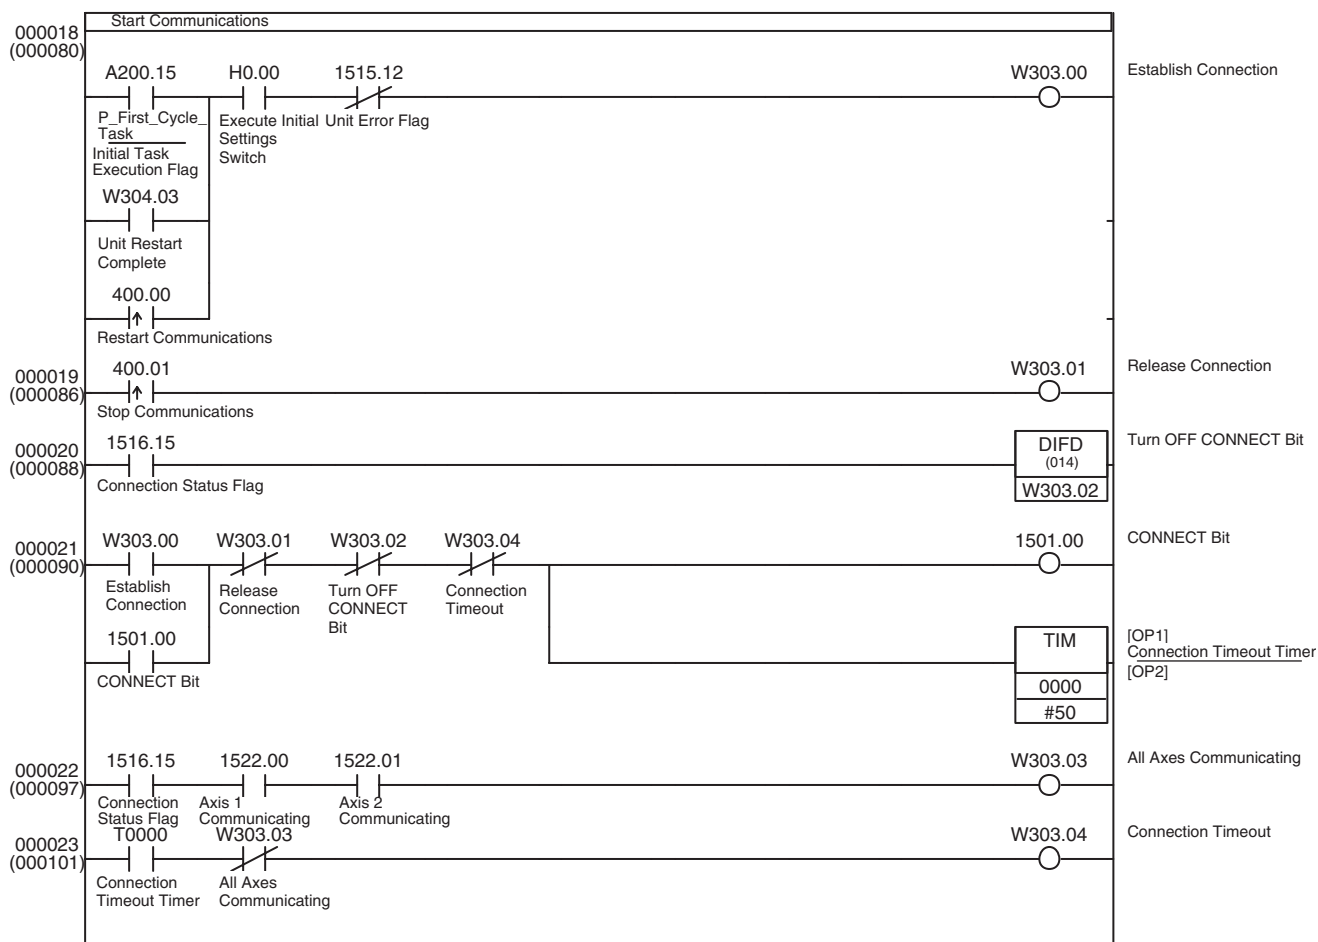 Start Communications
000018
(000080)
A200.15 H0.00 1515.12 W303.00 Establish Connection
P_First_Cycle_
Task
Initial Task
Execution Flag
Execute Initial
Settings
Switch
Unit Error Flag
W304.03
Unit Restart
Complete
400.00
↑
Restart Communications
000019
(000086)
400.01 W303.01 Release Connection
↑
Stop Communications
000020
(000088)
1516.15 DIFD Turn OFF CONNECT Bit
(014)
W303.02
Connection Status Flag
000021
(000090)
W303.00 W303.01 W303.02 W303.04 1501.00 CONNECT Bit
Establish
Connection
Release
Connection
Turn OFF
CONNECT
Bit
Connection
Timeout
1501.00
CONNECT Bit
TIM
0000
#50
[OP1]
Connection Timeout Timer
[OP2]
000022
(000097)
1516.15 1522.00 1522.01 W303.03 All Axes Communicating
Connection
Status Flag
Axis 1
Communicating
Axis 2
Communicating
000023
(000101)
T0000 W303.03 W303.04 Connection Timeout
Connection
Timeout Timer
All Axes
Communicating